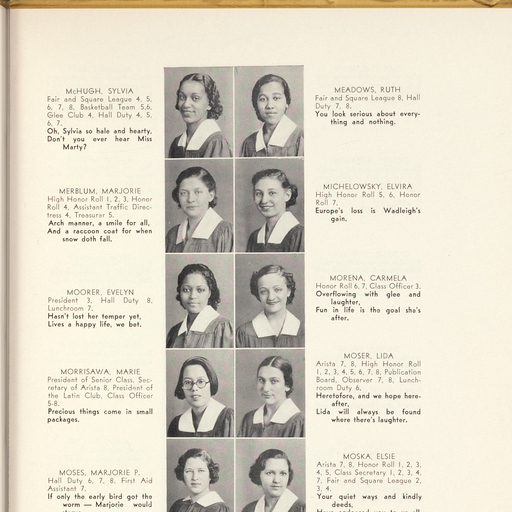 McHUGH, SYLVIA
Fair and Square League 4, 5,
6, 7, 8, Basketball Team 5,6,
Glee Club 4, Hall Duty 4, 5,
6, 7.
Oh, Sylvia so hale and hearty,
Don't you ever hear Miss
Marty?
MERBLUM, MARJORIE
High Honor Roll 1, 2, 3, Honor
Roll 4, Assistant Traffic Direc-
tress 4, Treasurer 5.
Arch manner, a smile for all,
And a raccoon coat for when
snow doth fall.
MOORER, EVELYN
President 3, Hall Duty 8,
Lunchroom 7.
Hasn't lost her temper yet,
Lives a happy life, we bet.
MORRISAWA, MARIE
President of Senior Class, Sec-
retary of Arista 8, President of
the Latin Club, Class Officer
5-8.
Precious things come in small
packages.
MOSES, MARJORIE P.
Hall Duty 6, 7, 8, First Aid
Assistant 7.
If only the early bird got the
worm — Marjorie would
MEADOWS, RUTH
Fair and Square League 8, Hall
Duty 7, 8.
You look serious about every-
thing and nothing.
MICHELOWSKY, ELVIRA
High Honor Roll 5, 6, Honor
Roll 7.
Europe's loss is Wadleigh's
gain.
MORENA, CARMELA
Honor Roll 6, 7, Class Officer 3.
Overflowing with glee and
laughter,
Fun in life is the goal she's
after.
MOSER, LIDA
Arista 7, 8, High Honor Roll
1, 2, 3, 4, 5, 6, 7, 8, Publication
Board, Observer 7, 8, Lunch-
room Duty 6,
Heretofore, and we hope here-
after,
Lida will always be found
where there's laughter.
MOSKA, ELSIE
Arista 7, 8, Honor Roll 1, 2, 3,
4, 5, Class Secretary 1, 2, 3, 4,
7, Fair and Square League 2,
3, 4.
Your quiet ways and kindly
deeds,